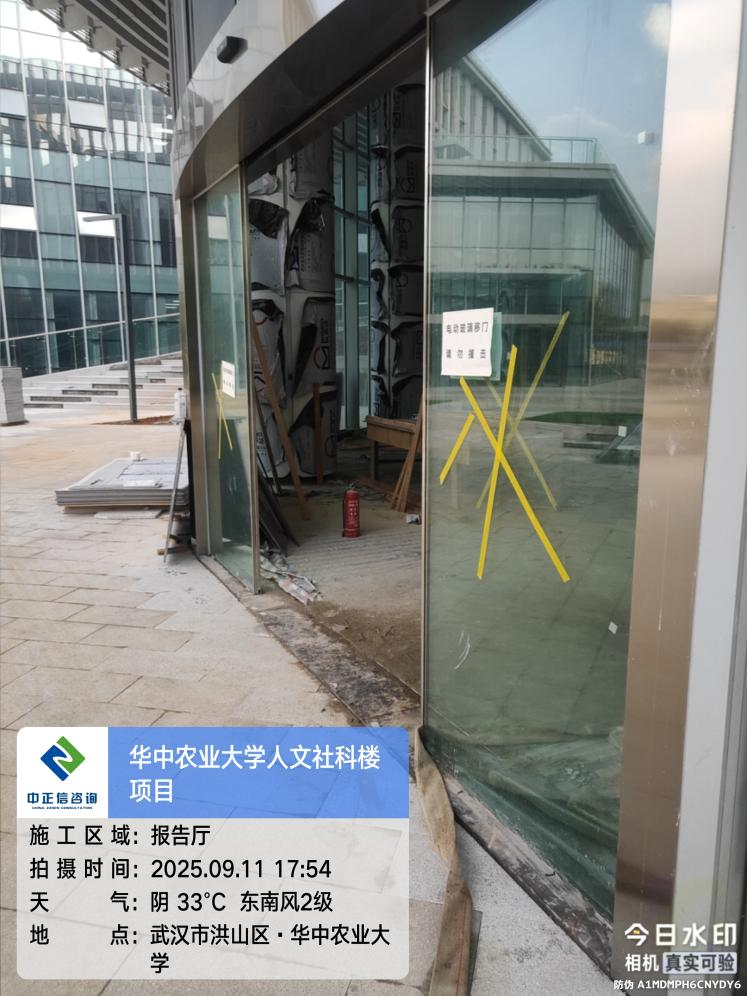 电动玻璃移门
请勿撞击
中正信咨询
华中农业大学人文社科楼
项目
施工区域：报告厅
拍摄时间：2025.09.11 17:54
天气：阴 33°C 东南风2级
地点：武汉市洪山区·华中农业大
学
今日水印
相机 真实可验
防伪 A1MDMPH6CNYDY6